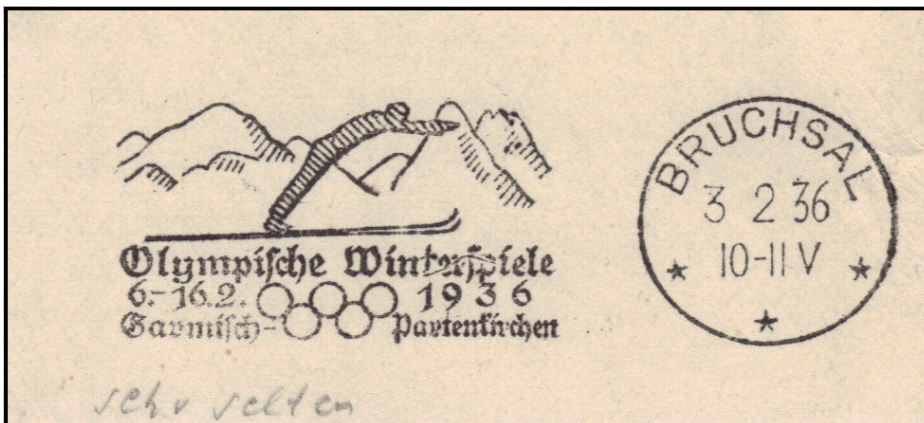 Olympische Winterspiele
6.-16.2. 1936
Garmisch-Partenkirchen
BRUCHSAL
3 2 36
10-11 V
sehr selten